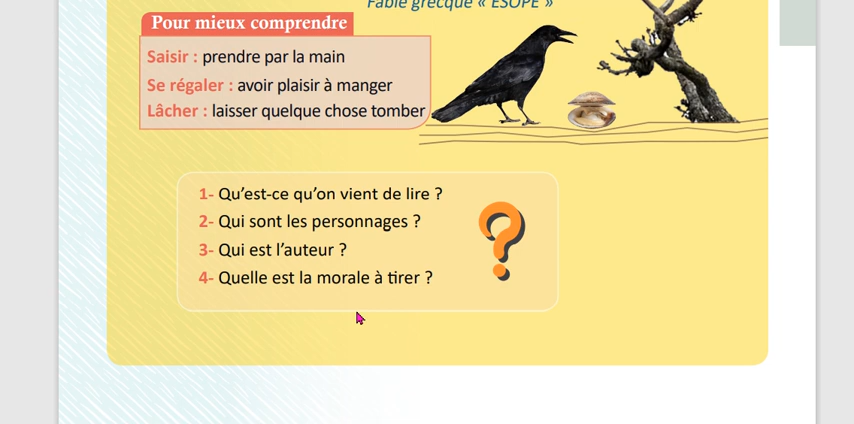 Fable grecque « ESOPE »
Pour mieux comprendre
Saisir : prendre par la main
Se régaler : avoir plaisir à manger
Lâcher : laisser quelque chose tomber
1- Qu’est-ce qu’on vient de lire ?
2- Qui sont les personnages ?
3- Qui est l’auteur ?
4- Quelle est la morale à tirer ?
?